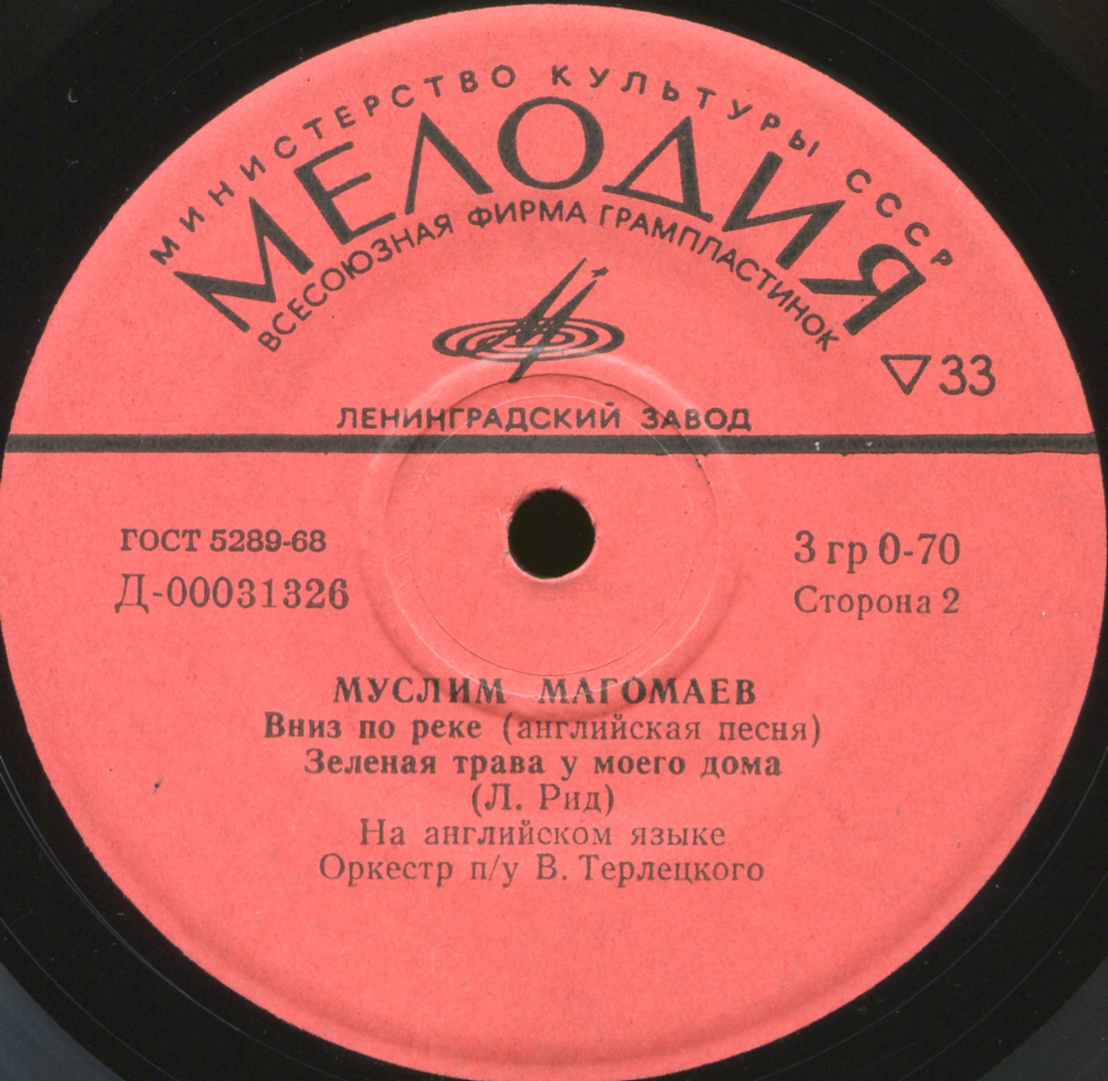 МИНИСТЕРСТВО КУЛЬТУРЫ СССР
МЕЛОДИЯ
ВСЕСОЮЗНАЯ ФИРМА ГРАМПЛАСТИНОК
▽33
ЛЕНИНГРАДСКИЙ ЗАВОД
ГОСТ 5289-68
3 гр 0-70
Д-00031326
Сторона 2
МУСЛИМ МАГОМАЕВ
Вниз по реке (английская песня)
Зеленая трава у моего дома
(Л. Рид)
На английском языке
Оркестр п/у В. Терлецкого